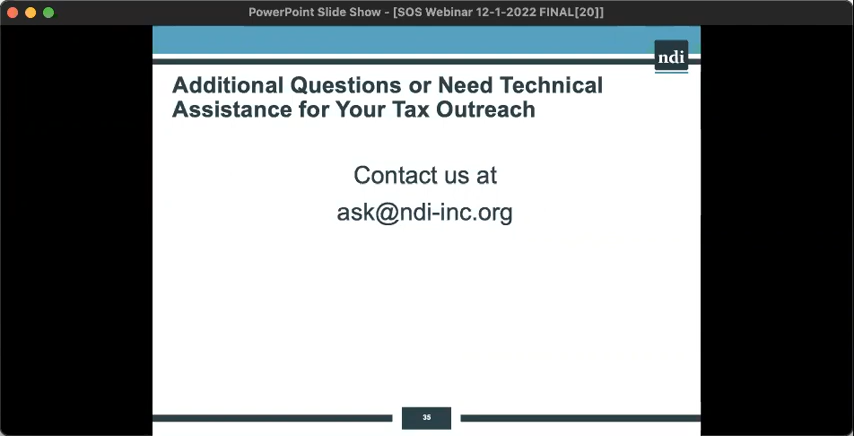 PowerPoint Slide Show - [SOS Webinar 12-1-2022 FINAL[20]]
ndi
Additional Questions or Need Technical
Assistance for Your Tax Outreach
Contact us at
ask@ndi-inc.org
35